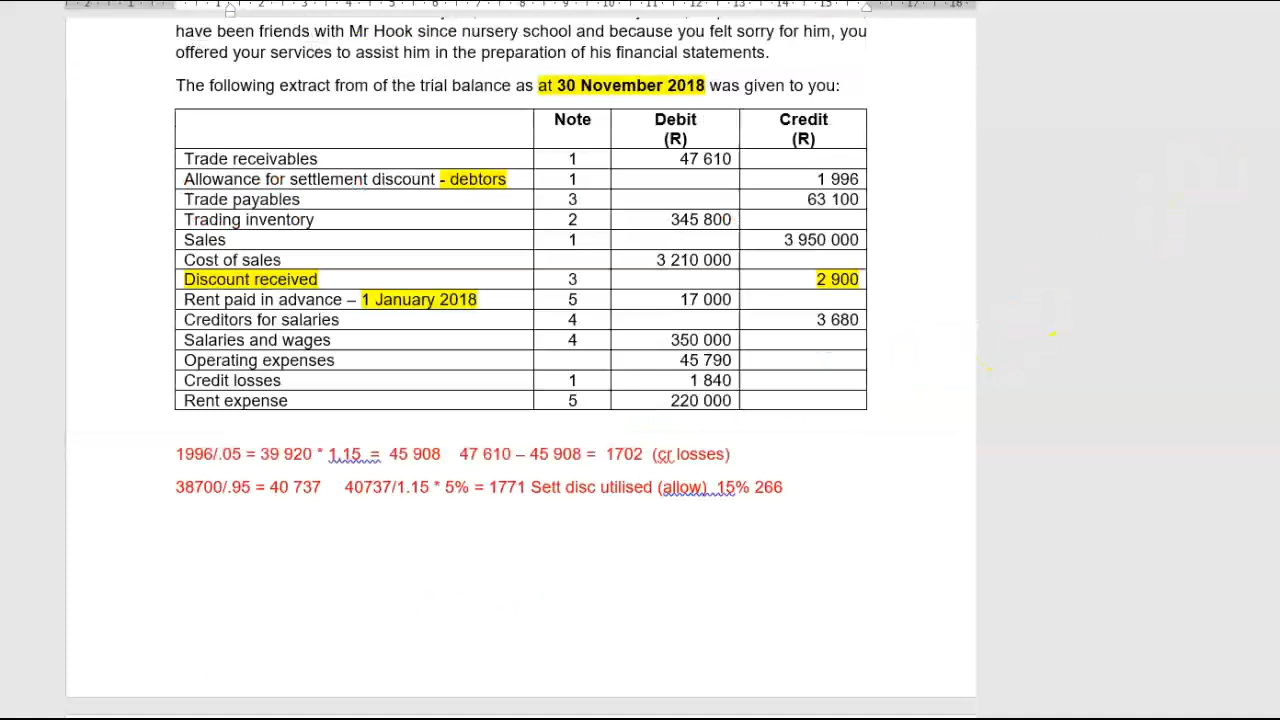 have been friends with Mr Hook since nursery school and because you felt sorry for him, you
offered your services to assist him in the preparation of his financial statements.
The following extract from of the trial balance as at 30 November 2018 was given to you:
Note Debit (R) Credit (R)
Trade receivables 1 47 610
Allowance for settlement discount - debtors 1 1 996
Trade payables 3 63 100
Trading inventory 2 345 800
Sales 1 3 950 000
Cost of sales 3 210 000
Discount received 3 2 900
Rent paid in advance – 1 January 2018 5 17 000
Creditors for salaries 4 3 680
Salaries and wages 4 350 000
Operating expenses 45 790
Credit losses 1 1 840
Rent expense 5 220 000
1996/.05 = 39 920 * 1.15 = 45 908 47 610 – 45 908 = 1702 (cr losses)
38700/.95 = 40 737 40737/1.15 * 5% = 1771 Sett disc utilised (allow) 15% 266